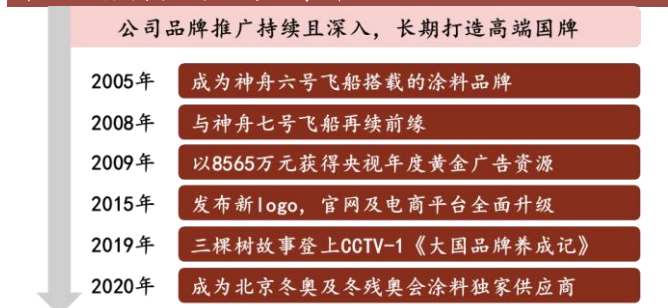 公司品牌推广持续且深入，长期打造高端国牌
2005年 成为神舟六号飞船搭载的涂料品牌
2008年 与神舟七号飞船再续前缘
2009年 以8565万元获得央视年度黄金广告资源
2015年 发布新logo，官网及电商平台全面升级
2019年 三棵树故事登上CCTV-1《大国品牌养成记》
2020年 成为北京冬奥及冬残奥会涂料独家供应商